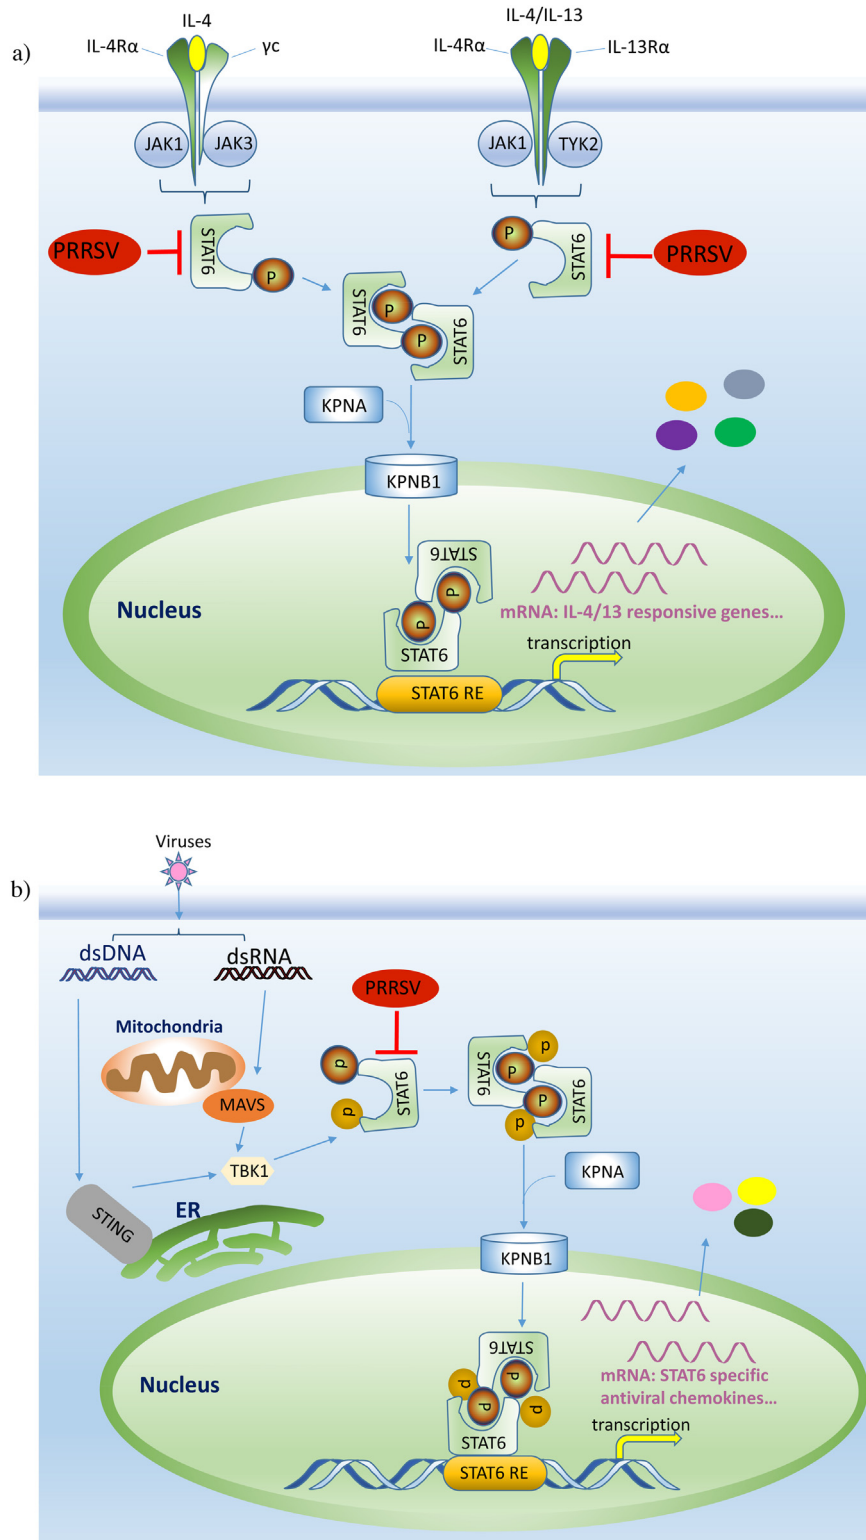 IL-4
IL-4/IL-13
a)
IL-4Rα
γc
IL-4Rα
IL-13Rα
JAK1
JAK3
JAK1
TYK2
PRRSV
STAT6
P
P
STAT6
PRRSV
STAT6
P
P
STAT6
KPNA
KPNB1
STAT6
P
P
STAT6
Nucleus
mRNA: IL-4/13 responsive genes...
transcription
STAT6 RE
Viruses
b)
dsDNA
dsRNA
PRRSV
Mitochondria
MAVS
TBK1
STING
ER
p
p
STAT6
STAT6
p
P
P
p
STAT6
KPNA
KPNB1
STAT6
p
p
p
p
STAT6
Nucleus
mRNA: STAT6 specific
antiviral chemokines...
transcription
STAT6 RE